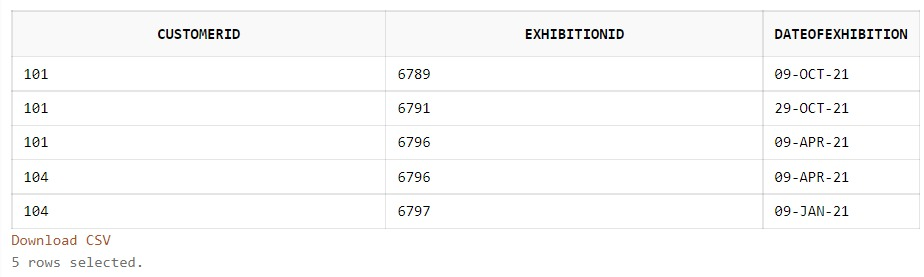 CUSTOMERID EXHIBITIONID DATEOFEXHIBITION
101 6789 09-OCT-21
101 6791 29-OCT-21
101 6796 09-APR-21
104 6796 09-APR-21
104 6797 09-JAN-21
Download CSV
5 rows selected.